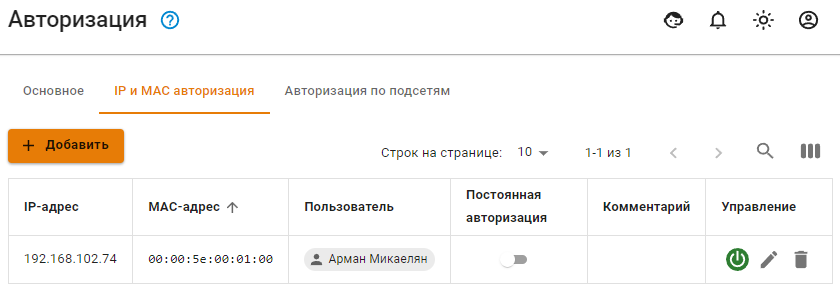 Авторизация
Основное IP и MAC авторизация Авторизация по подсетям
Добавить
Строк на странице: 10 1-1 из 1
IP-адрес MAC-адрес Пользователь Постоянная авторизация Комментарий Управление
192.168.102.74 00:00:5e:00:01:00 Арман Микаелян